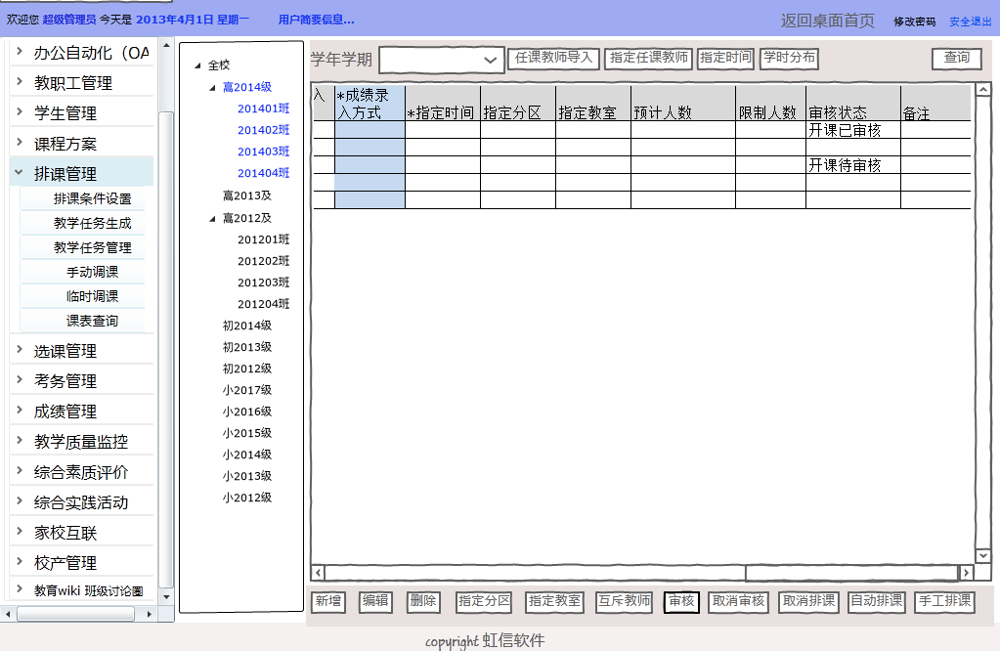 欢迎您 超级管理员 今天是 2013年4月1日 星期一 用户简要信息... 返回桌面首页 修改密码 安全退出
办公自动化（OA
教职工管理
学生管理
课程方案
排课管理
排课条件设置
教学任务生成
教学任务管理
手动调课
临时调课
课表查询
选课管理
考务管理
成绩管理
教学质量监控
综合素质评价
综合实践活动
家校互联
校产管理
教育wiki 班级讨论圈
全校
高2014级
201401班
201402班
201403班
201404班
高2013及
高2012及
201201班
201202班
201203班
201204班
初2014级
初2013级
初2012级
小2017级
小2016级
小2015级
小2014级
小2013级
小2012级
学年学期 任课教师导入 指定任课教师 指定时间 学时分布 查询
入 *成绩录
入方式 *指定时间 指定分区 指定教室 预计人数 限制人数 审核状态 备注
开课已审核
开课待审核
新增 编辑 删除 指定分区 指定教室 互斥教师 审核 取消审核 取消排课 自动排课 手工排课
copyright 虹信软件